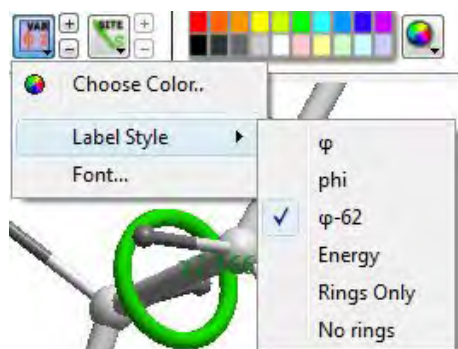 VAR
SITE
Choose Color..
Label Style
Font...
φ
phi
φ-62
Energy
Rings Only
No rings